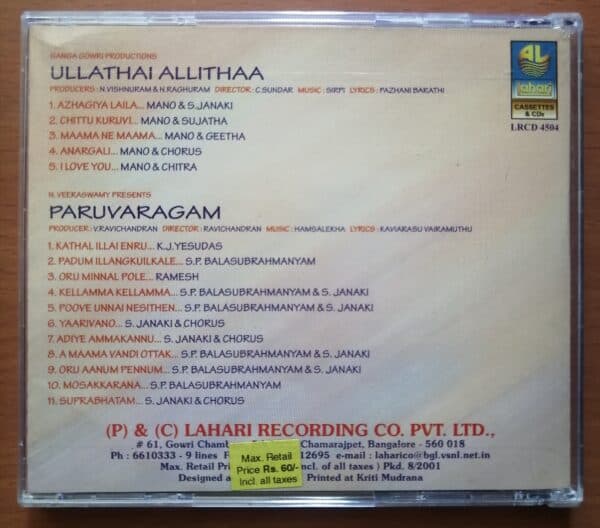 GANGA GOWRI PRODUCTIONS
ULLATHAI ALLITHAA
PRODUCERS : N.VISHNURAM & N.RAGHURAM DIRECTOR : C.SUNDAR MUSIC : SIRPI LYRICS : PAZHANI BARATHI
1. AZHAGIYA LAILA... MANO & S.JANAKI
2. CHITTU KURUVI... MANO & SUJATHA
3. MAAMA NE MAAMA... MANO & GEETHA
4. ANARGALI... MANO & CHORUS
5. I LOVE YOU... MANO & CHITRA
AL
Lahari
CASSETTES
& CDs
LRCD 4504
N. VEERASWAMY PRESENTS
PARUVARAGAM
PRODUCER : V.RAVICHANDRAN DIRECTOR : RAVICHANDRAN MUSIC : HAMSALEKHA LYRICS : KAVIARASU VAIRAMUTHU
1. KATHAL ILLAI ENRU... K.J.YESUDAS
2. PADUM ILLANGKUILKALE... S.P. BALASUBRAHMANYAM
3. ORU MINNAL POLE... RAMESH
4. KELLAMMA KELLAMMA... S.P. BALASUBRAHMANYAM & S. JANAKI
5. POOVE UNNAI NESITHEN... S.P. BALASUBRAHMANYAM & S. JANAKI
6. YAARIVANO... S. JANAKI & CHORUS
7. ADIYE AMMAKANNU... S. JANAKI & CHORUS
8. A MAAMA VANDI OTTAK... S.P. BALASUBRAHMANYAM & S. JANAKI
9. ORU AANUM PENNUM... S.P. BALASUBRAHMANYAM & S. JANAKI
10. MOSAKKARANA... S.P. BALASUBRAHMANYAM
11. SUPRABHATAM... S. JANAKI & CHORUS
(P) & (C) LAHARI RECORDING CO. PVT. LTD.,
# 61, Gowri Chamarajpet, Bangalore - 560 018
Ph : 6610333 - 9 lines 12695 e-mail : laharico@bgl.vsnl.net.in
Max. Retail incl. of all taxes ) Pkd. 8/2001
Designed Printed at Kriti Mudrana
Max. Retail
Price Rs. 60/-
Incl. all taxes